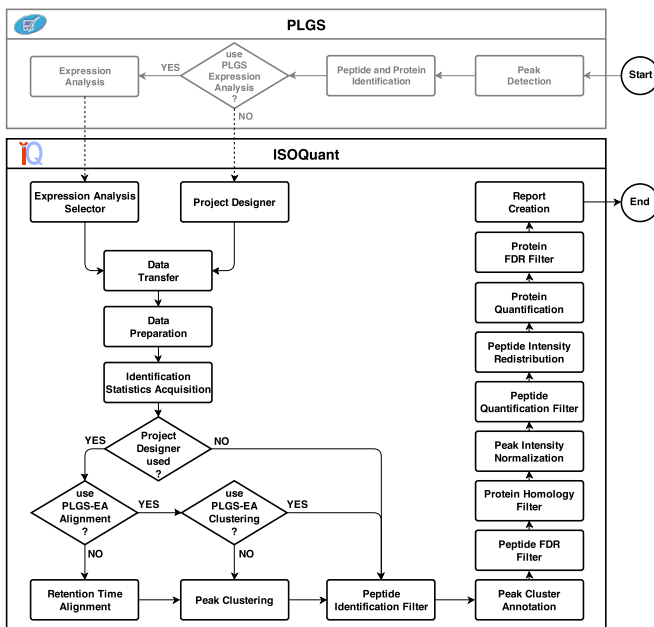 PLGS
Expression
Analysis
YES
use
PLGS
Expression
Analysis
?
NO
Peptide and Protein
Identification
Peak
Detection
Start
IQ
ISOQuant
Expression Analysis
Selector
Project Designer
Data
Transfer
Data
Preparation
Identification
Statistics Acquisition
Project
Designer
used
?
YES
NO
use
PLGS-EA
Alignment
?
YES
NO
use
PLGS-EA
Clustering
?
YES
NO
Retention Time
Alignment
Peak Clustering
Peptide
Identification Filter
Peak Cluster
Annotation
Peptide FDR
Filter
Protein Homology
Filter
Peak Intensity
Normalization
Peptide
Quantification Filter
Peptide Intensity
Redistribution
Protein
Quantification
Protein
FDR Filter
Report
Creation
End